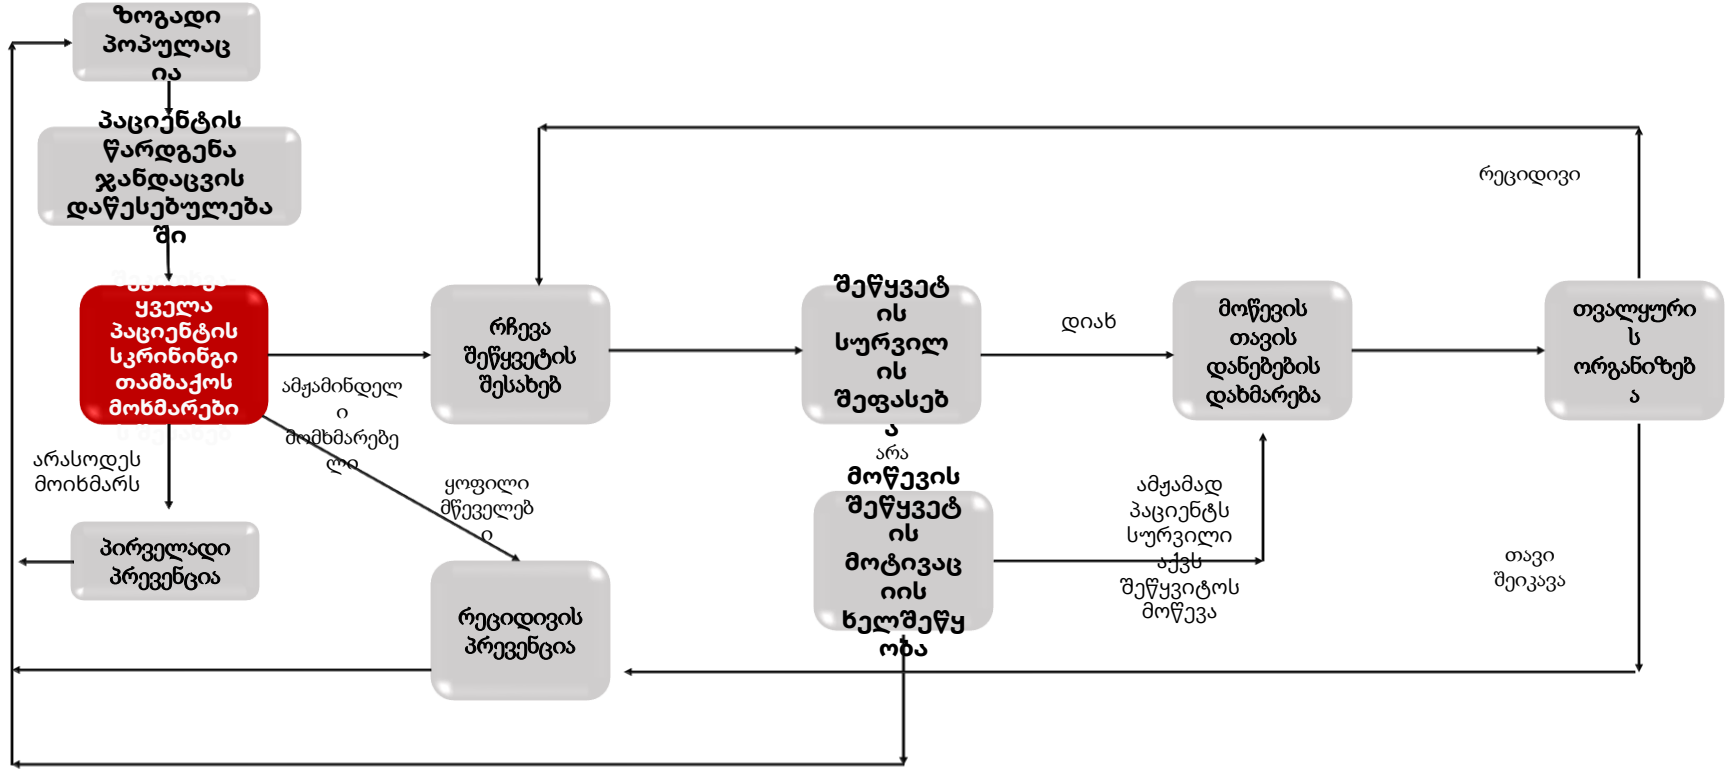 ზოგადი
პოპულაც
ია
პაციენტის
წარდგენა
ჯანდაცვის
დაწესებულება
ში
ყველა
პაციენტის
სკრინინგი
თამბაქოს
მოხმარები
ს შესახებ
არასოდეს
მოიხმარს
პირველადი
პრევენცია
ამჟამინდელ
ი
მომხმარებე
ლი
ყოფილი
მწეველებ
ი
რჩევა
შეწყვეტის
შესახებ
რეციდივის
პრევენცია
შეწყვეტ
ის
სურვილ
ის
შეფასებ
ა
არა
მოწევის
შეწყვეტ
ის
მოტივაც
იის
ხელშეწყ
ობა
დიახ
ამჟამად
პაციენტს
სურვილი
აქვს
შეწყვიტოს
მოწევა
მოწევის
თავის
დანებების
დახმარება
რეციდივი
თვალყური
ს
ორგანიზებ
ა
თავი
შეიკავა